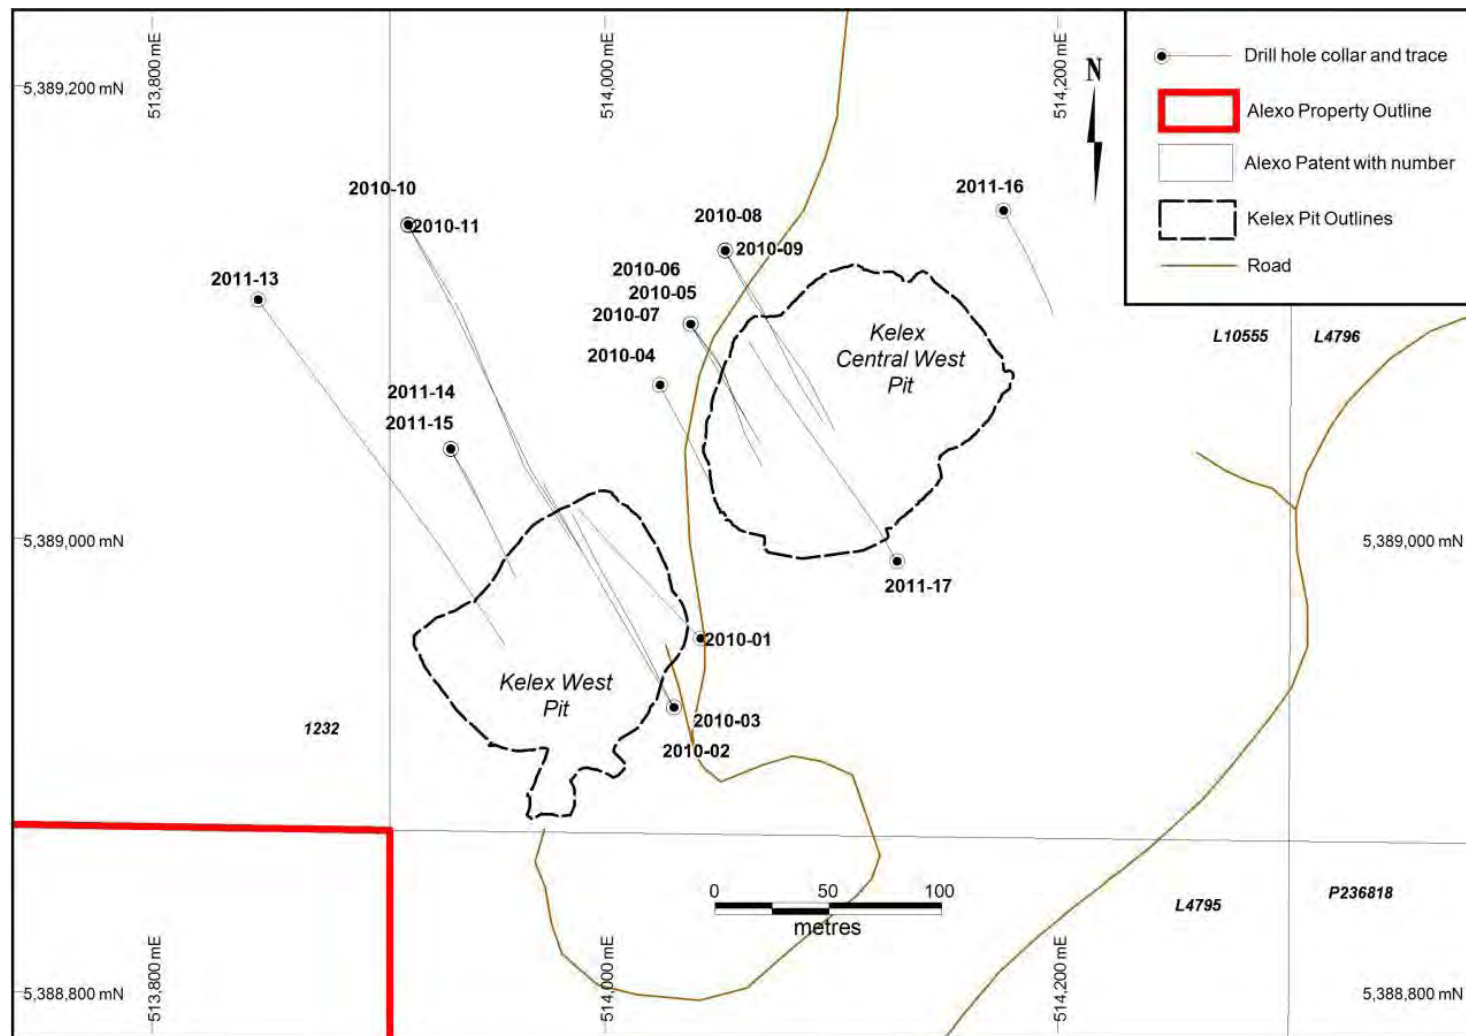 513,800 mE
514,000 mE
514,200 mE
N
Drill hole collar and trace
Alexo Property Outline
Alexo Patent with number
Kelex Pit Outlines
Road
5,389,200 mN
2010-10
2010-11
2011-13
2010-08
2010-09
2010-06
2010-05
2010-07
2010-04
2011-16
Kelex
Central West
Pit
L10555
L4796
2011-14
2011-15
5,389,000 mN
5,389,000 mN
2011-17
2010-01
Kelex West
Pit
2010-03
2010-02
1232
0 50 100
metres
L4795
P236818
5,388,800 mN
513,800 mE
514,000 mE
514,200 mE
5,388,800 mN